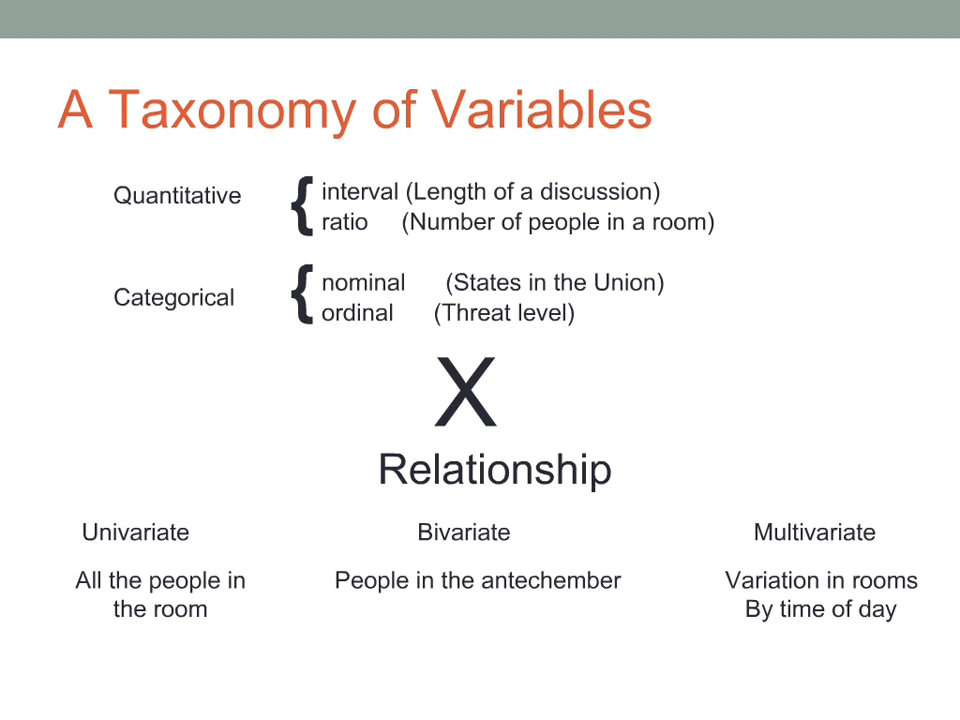 A Taxonomy of Variables
Quantitative
{ interval (Length of a discussion)
ratio (Number of people in a room)
Categorical
{ nominal (States in the Union)
ordinal (Threat level)
X
Relationship
Univariate Bivariate Multivariate
All the people in People in the antechember Variation in rooms
the room By time of day